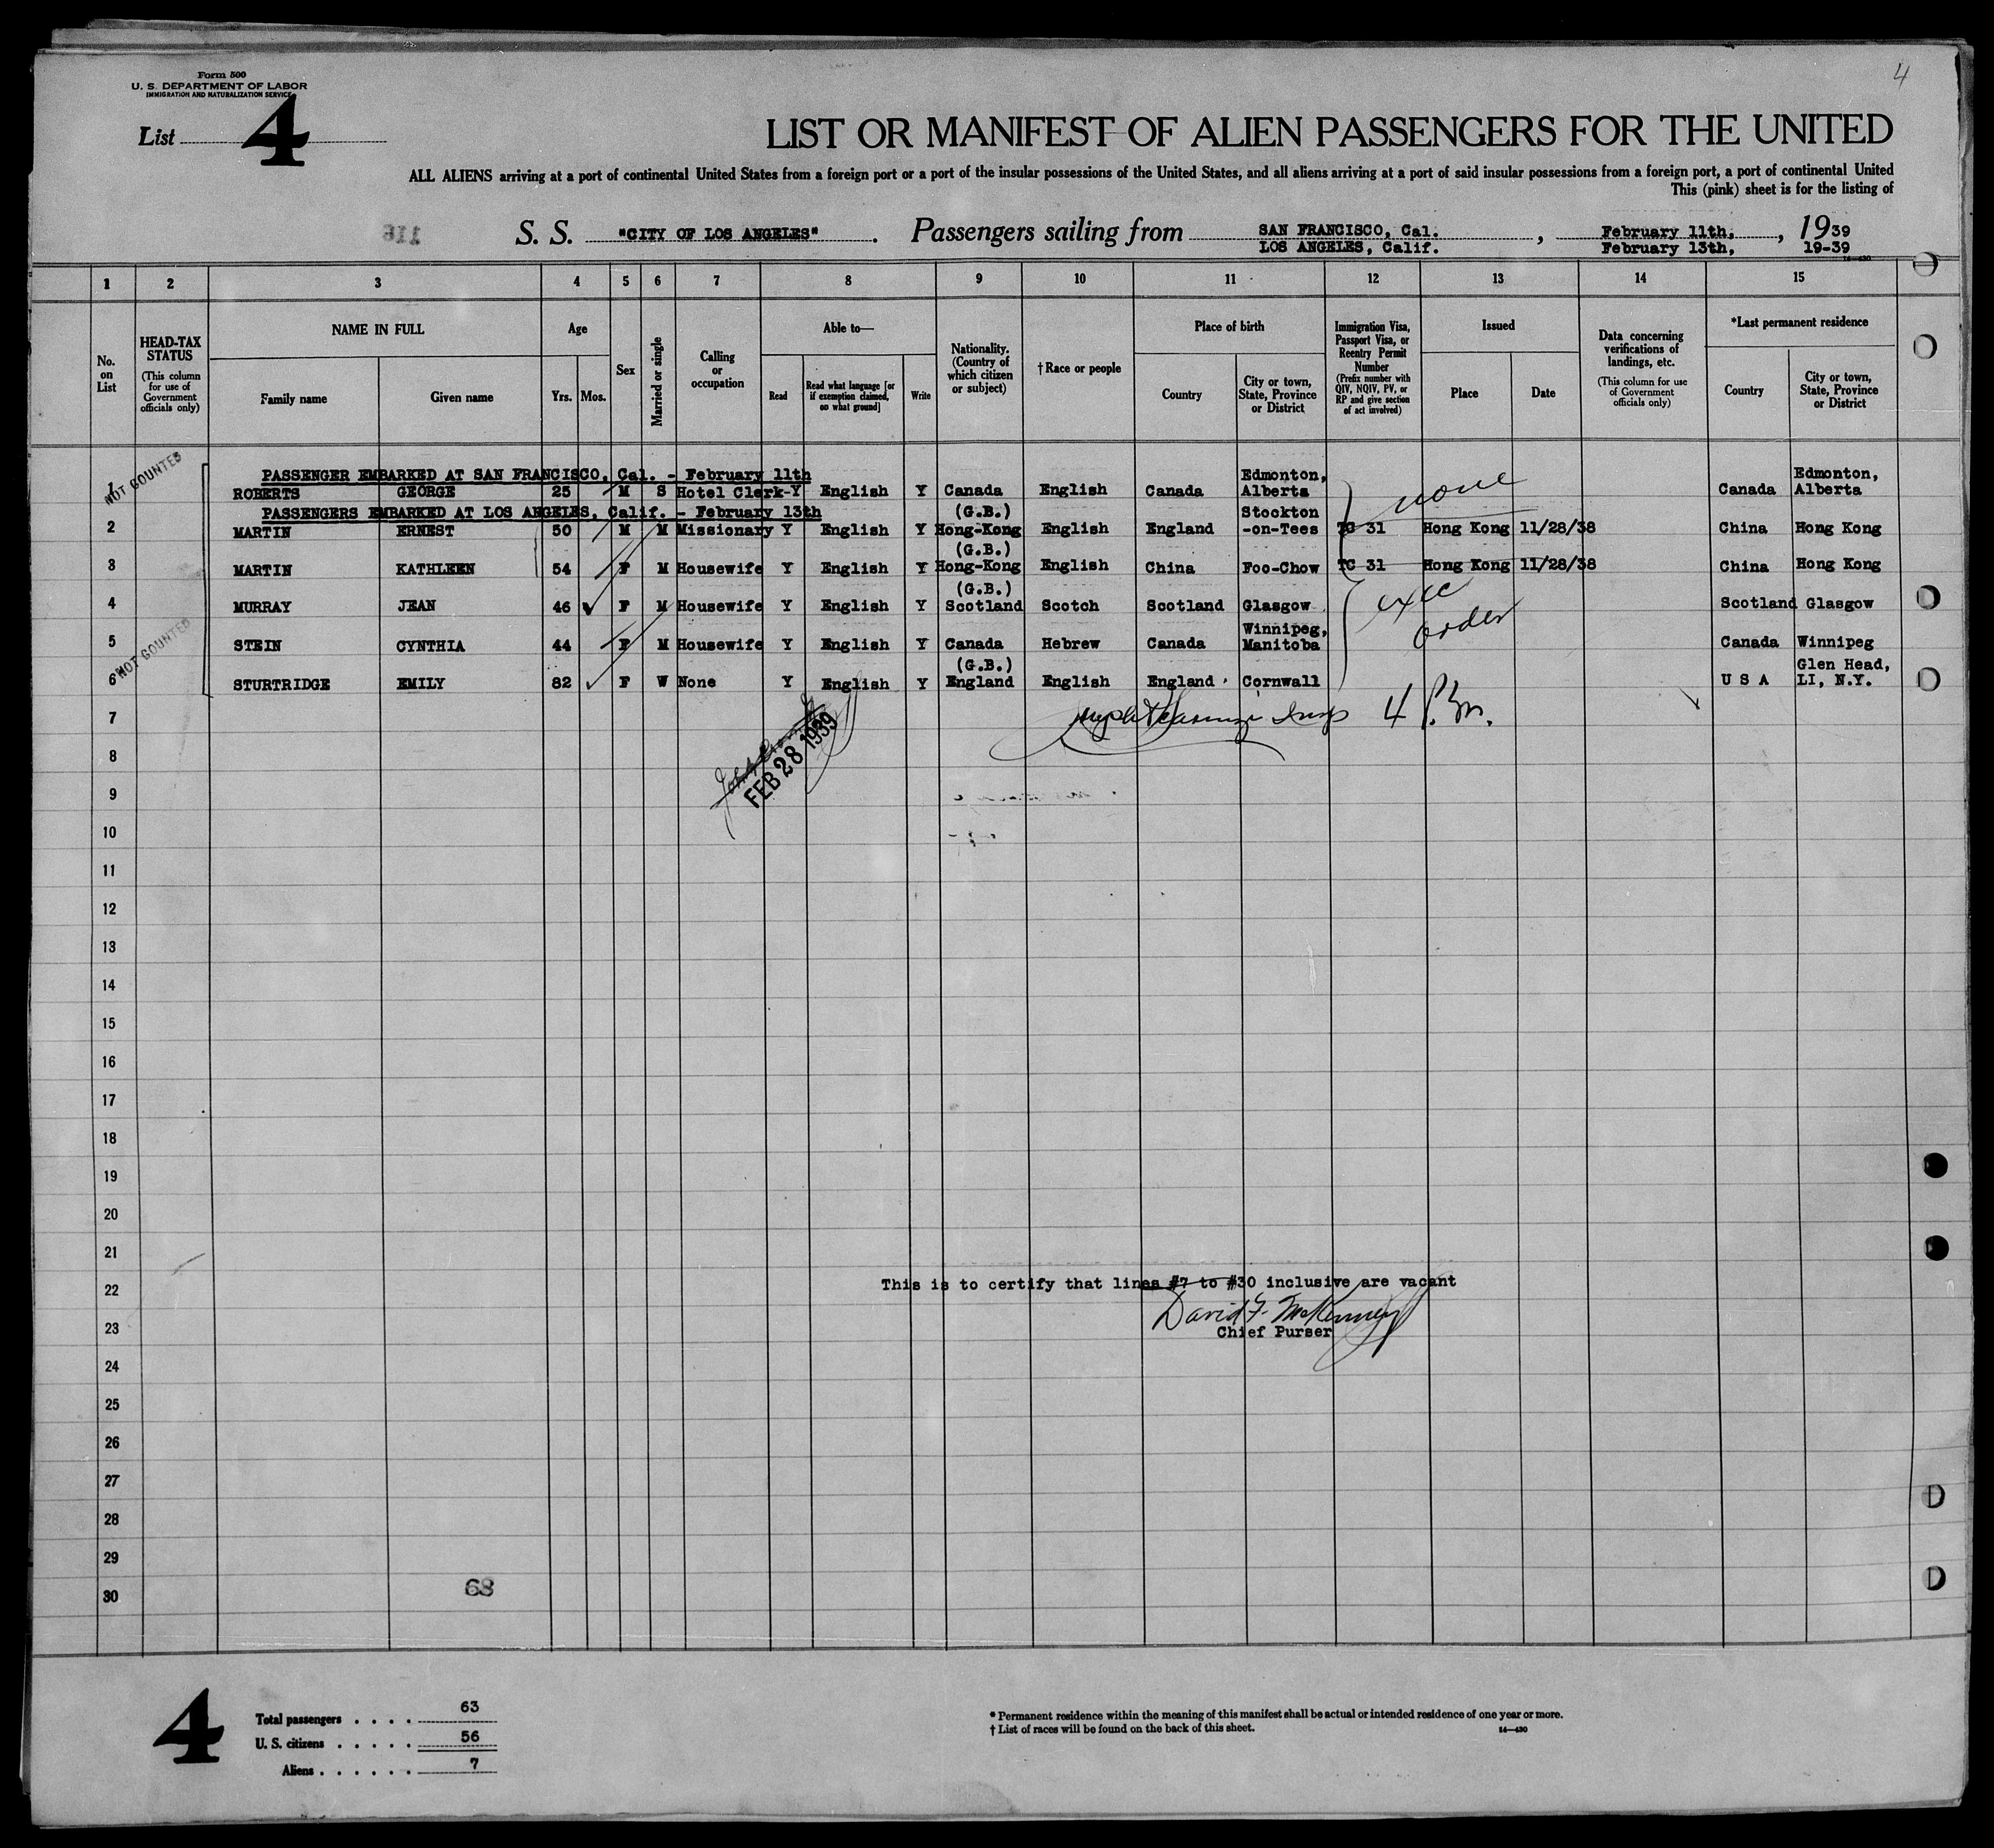 4
Form 500
U. S. DEPARTMENT OF LABOR
IMMIGRATION AND NATURALIZATION SERVICE
List 4
LIST OR MANIFEST OF ALIEN PASSENGERS FOR THE UNITED
ALL ALIENS arriving at a port of continental United States from a foreign port or a port of the insular possessions of the United States, and all aliens arriving at a port of said insular possessions from a foreign port, a port of continental United
This (pink) sheet is for the listing of
116
S. S. "CITY OF LOS ANGELES". Passengers sailing from SAN FRANCISCO, Cal. , February 11th, , 1939
LOS ANGELES, Calif. February 13th, 19-39
1 2 3 4 5 6 7 8 9 10 11 12 13 14 15
No. on List
HEAD-TAX STATUS (This column for use of Government officials only)
NAME IN FULL
Family name Given name
Age
Yrs. Mos.
Sex
Married or single
Calling or occupation
Able to—
Read
Read what language [or if exemption claimed, on what ground]
Write
Nationality. (Country of which citizen or subject)
†Race or people
Place of birth
Country
City or town, State, Province or District
Immigration Visa, Passport Visa, or Reentry Permit Number (Prefix number with QIV, NQIV, PV, or RP and give section of act involved)
Issued
Place Date
Data concerning verifications of landings, etc. (This column for use of Government officials only)
*Last permanent residence
Country
City or town, State, Province or District
NOT COUNTED
PASSENGER EMBARKED AT SAN FRANCISCO, Cal. - February 11th
1 ROBERTS GEORGE 25 M S Hotel Clerk-Y English Y Canada English Canada Edmonton, Alberta none Canada Edmonton, Alberta
PASSENGERS EMBARKED AT LOS ANGELES, Calif. - February 13th
2 MARTIN ERNEST 50 M M Missionary Y English Y (G.B.) Hong-Kong English England Stockton -on-Tees TC 31 Hong Kong 11/28/38 China Hong Kong
3 MARTIN KATHLEEN 54 F M Housewife Y English Y (G.B.) Hong-Kong English China Foo-Chow TC 31 Hong Kong 11/28/38 China Hong Kong
4 MURRAY JEAN 46 F M Housewife Y English Y (G.B.) Scotland Scotch Scotland Glasgow exec order Scotland Glasgow
5 STEIN CYNTHIA 44 F M Housewife Y English Y Canada Hebrew Canada Winnipeg, Manitoba Canada Winnipeg
NOT COUNTED
6 STURTRIDGE EMILY 82 F W None Y English Y (G.B.) England English England Cornwall U S A Glen Head, LI, N.Y.
7 4 P.m.
FEB 28 1939
8
9
10
11
12
13
14
15
16
17
18
19
20
21
22 This is to certify that lines #7 to #30 inclusive are vacant
David F. McKenney
23 Chief Purser
24
25
26
27
28
29
30 68
4
Total passengers . . . . 63
U. S. citizens . . . . . 56
Aliens . . . . . . 7
* Permanent residence within the meaning of this manifest shall be actual or intended residence of one year or more.
† List of races will be found on the back of this sheet. 14—430